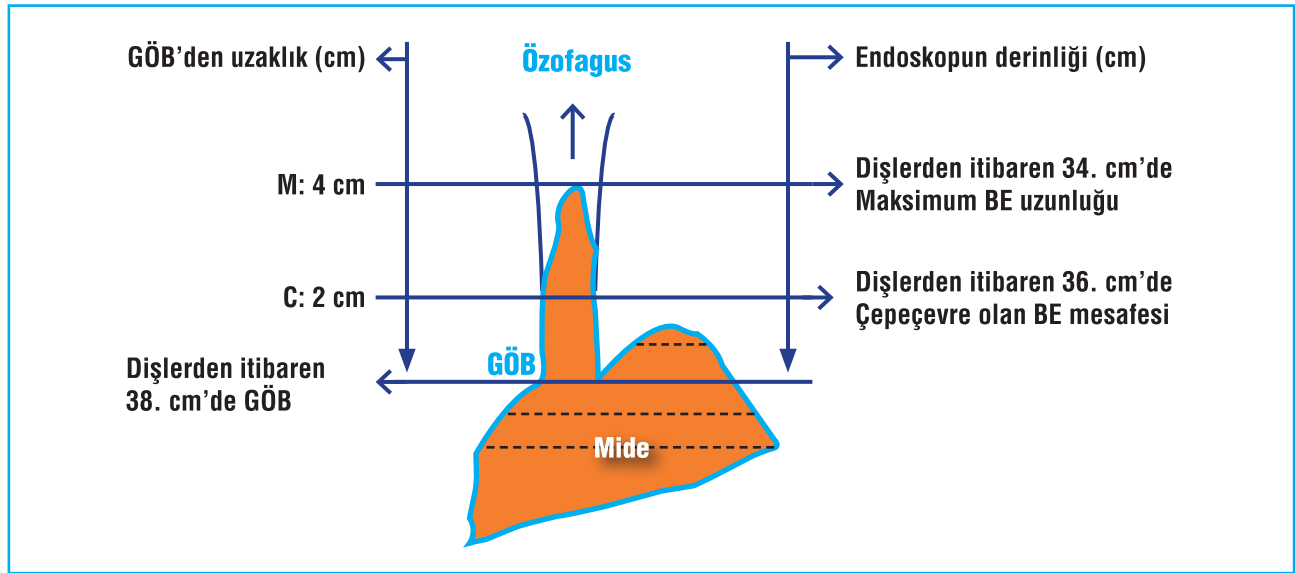 GÖB’den uzaklık (cm)
Özofagus
Endoskopun derinliği (cm)
M: 4 cm
Dişlerden itibaren 34. cm’de
Maksimum BE uzunluğu
C: 2 cm
Dişlerden itibaren 36. cm’de
Çepeçevre olan BE mesafesi
GÖB
Dişlerden itibaren
38. cm’de GÖB
Mide